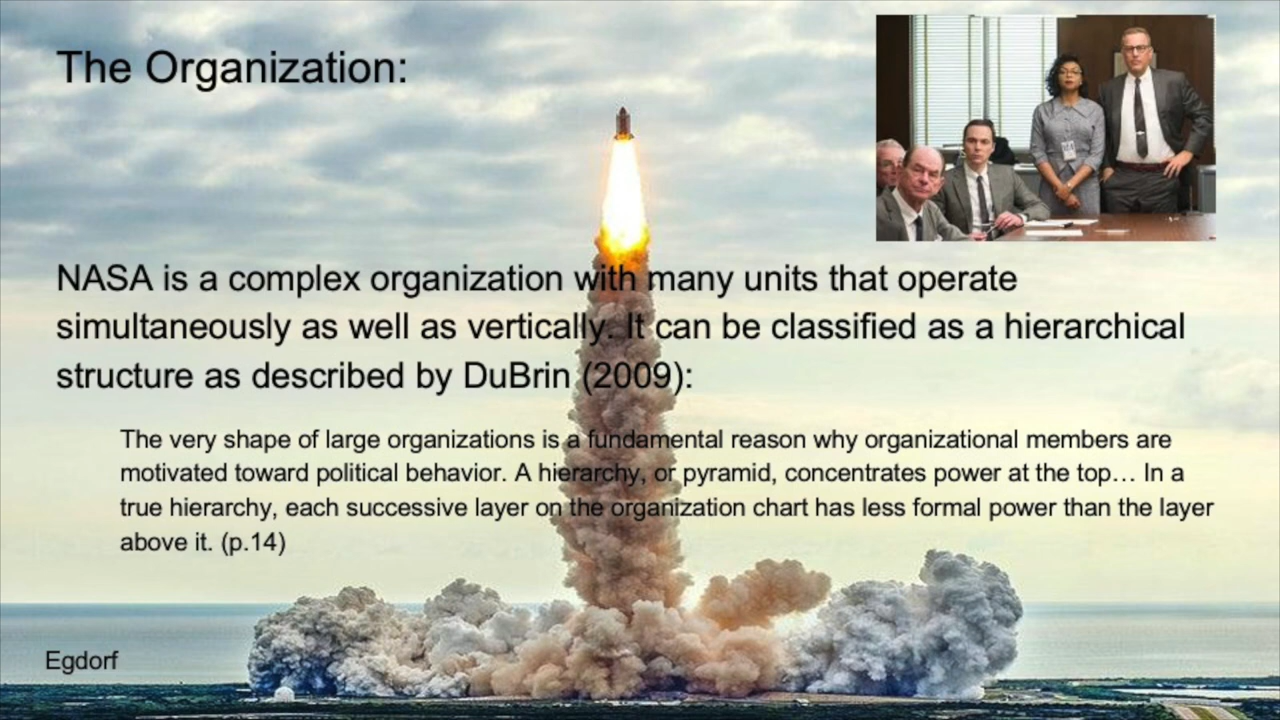 The Organization:
NASA is a complex organization with many units that operate
simultaneously as well as vertically. It can be classified as a hierarchical
structure as described by DuBrin (2009):
The very shape of large organizations is a fundamental reason why organizational members are
motivated toward political behavior. A hierarchy, or pyramid, concentrates power at the top… In a
true hierarchy, each successive layer on the organization chart has less formal power than the layer
above it. (p.14)
Egdorf